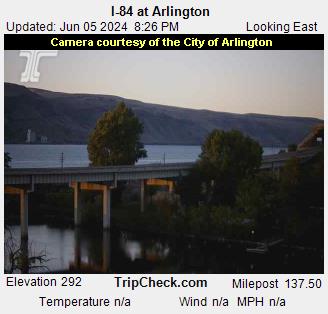 I-84 at Arlington
Updated: Jun 05 2024 8:26 PM Looking East
Camera courtesy of the City of Arlington
Elevation 292 TripCheck.com Milepost 137.50
Temperature n/a Wind n/a MPH n/a